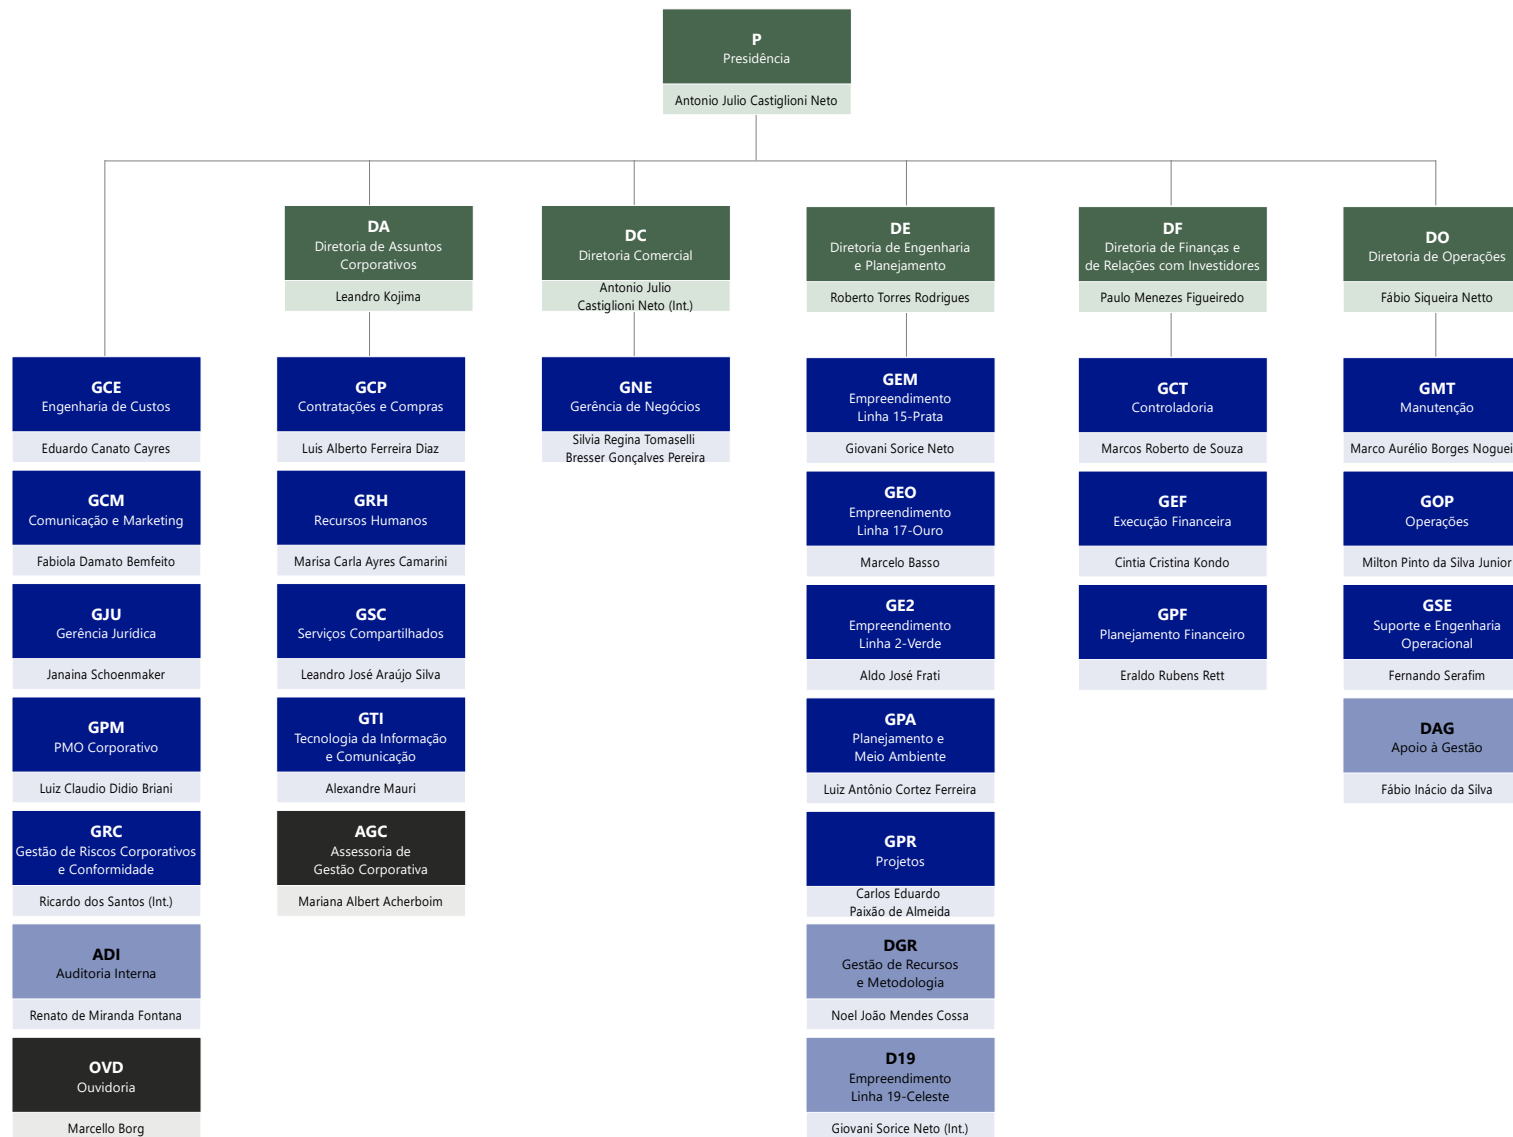 P
Presidência
Antonio Julio Castiglioni Neto
DA
Diretoria de Assuntos
Corporativos
Leandro Kojima
DC
Diretoria Comercial
Antonio Julio
Castiglioni Neto (Int.)
DE
Diretoria de Engenharia
e Planejamento
Roberto Torres Rodrigues
DF
Diretoria de Finanças e
de Relações com Investidores
Paulo Menezes Figueiredo
DO
Diretoria de Operações
Fábio Siqueira Netto
GCE
Engenharia de Custos
Eduardo Canato Cayres
GCM
Comunicação e Marketing
Fabiola Damato Bemfeito
GJU
Gerência Jurídica
Janaina Schoenmaker
GPM
PMO Corporativo
Luiz Claudio Didio Briani
GRC
Gestão de Riscos Corporativos
e Conformidade
Ricardo dos Santos (Int.)
ADI
Auditoria Interna
Renato de Miranda Fontana
OVD
Ouvidoria
Marcello Borg
GCP
Contratações e Compras
Luis Alberto Ferreira Diaz
GRH
Recursos Humanos
Marisa Carla Ayres Camarini
GSC
Serviços Compartilhados
Leandro José Araújo Silva
GTI
Tecnologia da Informação
e Comunicação
Alexandre Mauri
AGC
Assessoria de
Gestão Corporativa
Mariana Albert Acherboim
GNE
Gerência de Negócios
Silvia Regina Tomaselli
Bresser Gonçalves Pereira
GEM
Empreendimento
Linha 15-Prata
Giovani Sorice Neto
GEO
Empreendimento
Linha 17-Ouro
Marcelo Basso
GE2
Empreendimento
Linha 2-Verde
Aldo José Frati
GPA
Planejamento e
Meio Ambiente
Luiz Antônio Cortez Ferreira
GPR
Projetos
Carlos Eduardo
Paixão de Almeida
DGR
Gestão de Recursos
e Metodologia
Noel João Mendes Cossa
D19
Empreendimento
Linha 19-Celeste
Giovani Sorice Neto (Int.)
GCT
Controladoria
Marcos Roberto de Souza
GEF
Execução Financeira
Cintia Cristina Kondo
GPF
Planejamento Financeiro
Eraldo Rubens Rett
GMT
Manutenção
Marco Aurélio Borges
GOP
Operações
Milton Pinto da Silva Junior
GSE
Suporte e Engenharia
Operacional
Fernando Serafim
DAG
Apoio à Gestão
Fábio Inácio da Silva